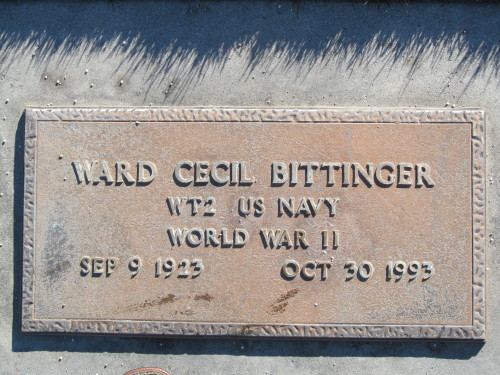 WARD CECIL BITTINGER
WT2 US NAVY
WORLD WAR II
SEP 9 1923 OCT 30 1993